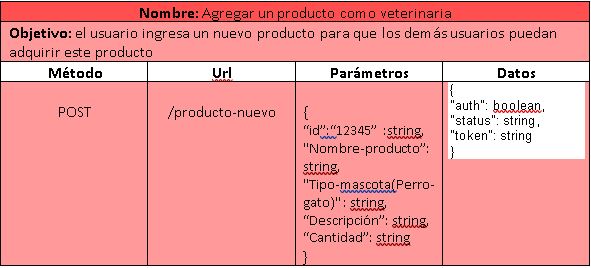 Nombre: Agregar un producto como veterinaria
Objetivo: el usuario ingresa un nuevo producto para que los demás usuarios puedan
adquirir este producto
Método Url Parámetros Datos
POST /producto-nuevo
{
“id”:“12345” :string,
"Nombre-producto”:
string,
"Tipo-mascota(Perro-
gato)" : string,
“Descripción”: string,
“Cantidad”: string
}
{
"auth": boolean,
"status": string,
"token": string
}